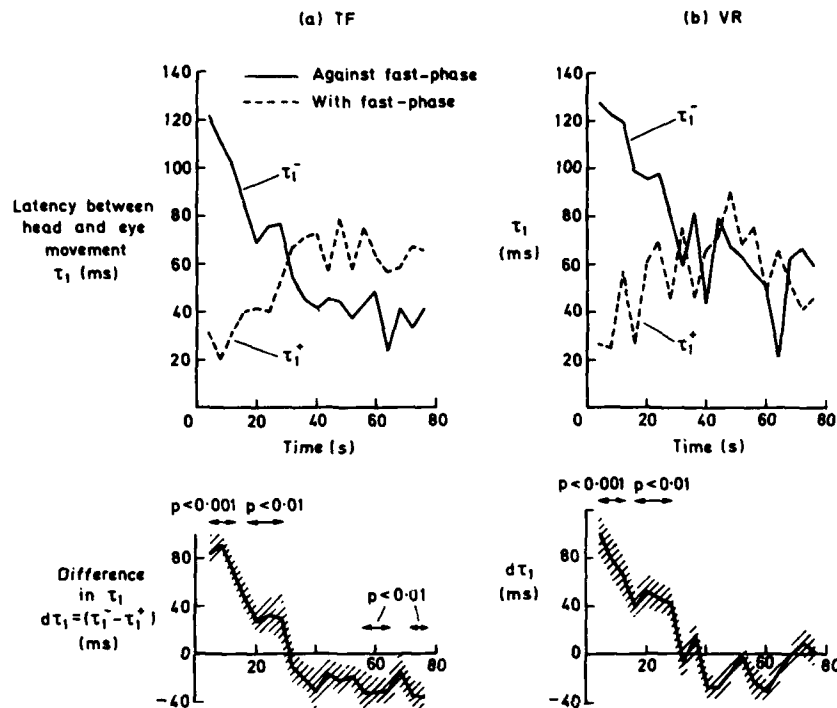 (a) TF
(b) VR
Against fast-phase
With fast-phase
Latency between
head and eye
movement
τ₁ (ms)
140
120
100
80
60
40
20
0
20
40
60
80
Time (s)
τ₁⁻
τ₁⁺
τ₁
(ms)
140
120
100
80
60
40
20
0
20
40
60
80
Time (s)
τ₁⁻
τ₁⁺
p<0·001
p<0·01
p<0·01
Difference
in τ₁
dτ₁=(τ₁⁻-τ₁⁺)
(ms)
80
40
0
-40
20
40
60
80
p<0·001
p<0·01
dτ₁
(ms)
80
40
0
-40
20
40
60
80